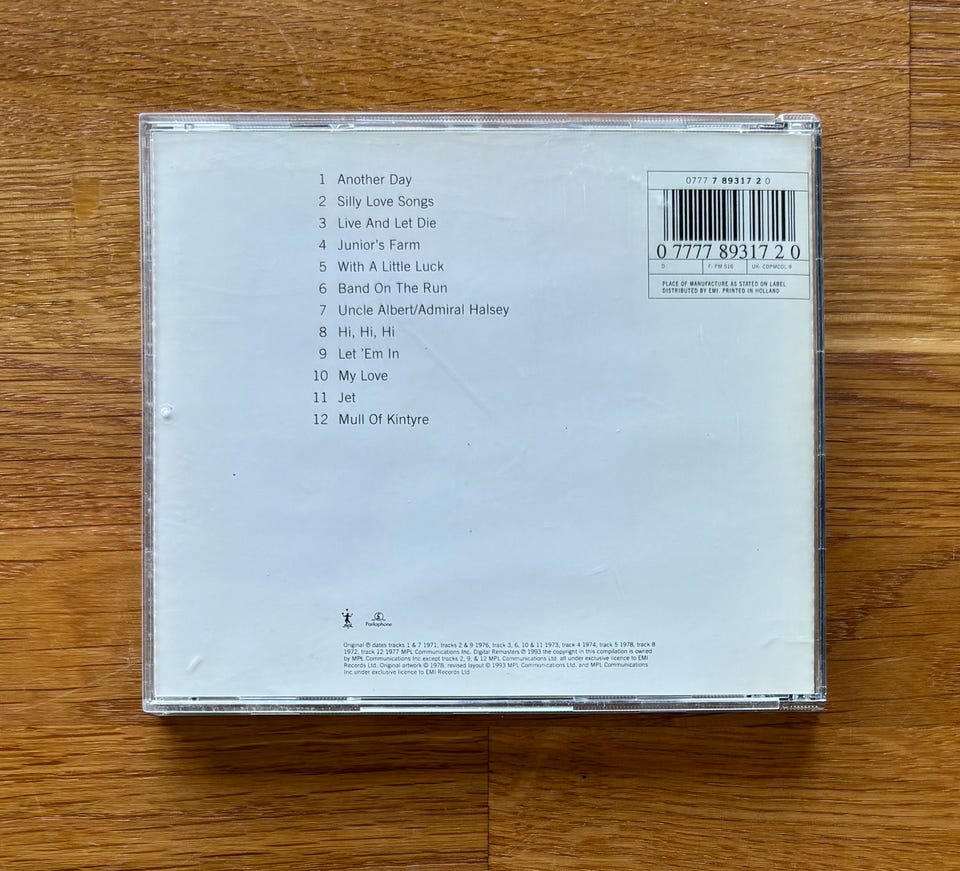 1 Another Day
2 Silly Love Songs
3 Live And Let Die
4 Junior's Farm
5 With A Little Luck
6 Band On The Run
7 Uncle Albert/Admiral Halsey
8 Hi, Hi, Hi
9 Let 'Em In
10 My Love
11 Jet
12 Mull Of Kintyre
0777 7 89317 2 0
0 7777 89317 2 0
D: F: PM 516 UK: CDPMCOL 9
PLACE OF MANUFACTURE AS STATED ON LABEL
DISTRIBUTED BY EMI. PRINTED IN HOLLAND
MPL
Parlophone
Original ℗ dates tracks 1 & 7 1971, tracks 2 & 9 1976, track 3, 6, 10 & 11 1973, track 4 1974, track 5 1978, track 8
1972, track 12 1977 MPL Communications Inc. Digital Remasters ℗ 1993 the copyright in this compilation is owned
by MPL Communications Inc.except tracks 2, 9, & 12 MPL Communications Ltd. all under exclusive licence to EMI
Records Ltd. Original artwork © 1978, revised layout © 1993 MPL Communications Ltd. and MPL Communications
Inc.under exclusive licence to EMI Records Ltd